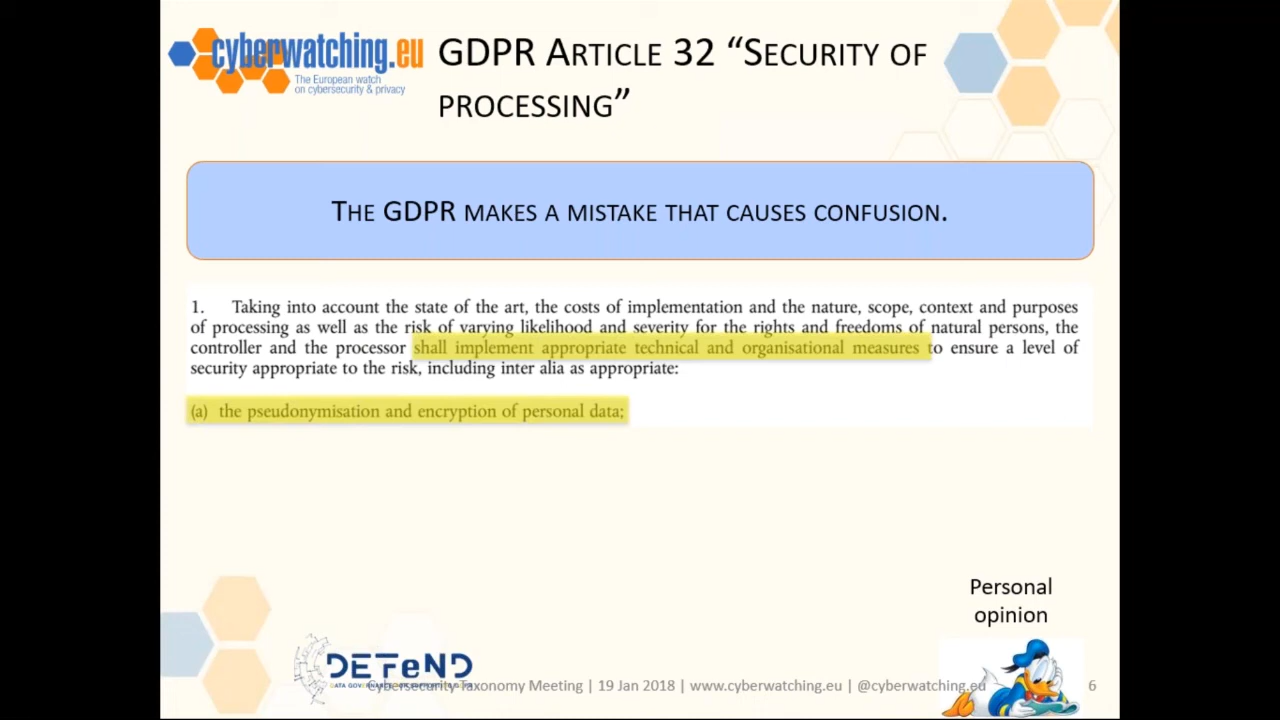 cyberwatching.eu
The European watch
on cybersecurity & privacy
GDPR ARTICLE 32 “SECURITY OF
PROCESSING”
THE GDPR MAKES A MISTAKE THAT CAUSES CONFUSION.
1. Taking into account the state of the art, the costs of implementation and the nature, scope, context and purposes
of processing as well as the risk of varying likelihood and severity for the rights and freedoms of natural persons, the
controller and the processor shall implement appropriate technical and organisational measures to ensure a level of
security appropriate to the risk, including inter alia as appropriate:
(a) the pseudonymisation and encryption of personal data;
Personal
opinion
DEFeND
Cybersecurity Taxonomy Meeting | 19 Jan 2018 | www.cyberwatching.eu | @cyberwatching.eu
6